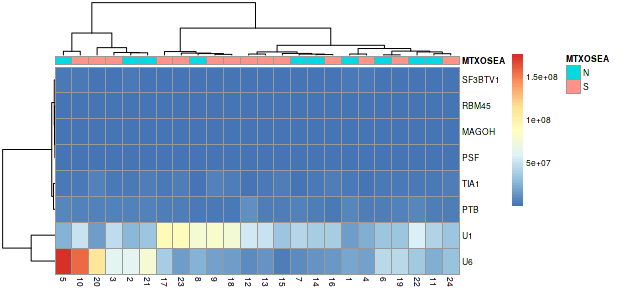 MTXOSEA
SF3BTV1
RBM45
MAGOH
PSF
TIA1
PTB
U1
U6
5 10 20 3 2 21 17 23 8 9 18 12 13 15 7 14 16 1 4 6 19 22 11 24
1.5e+08
1e+08
5e+07
MTXOSEA
N
S